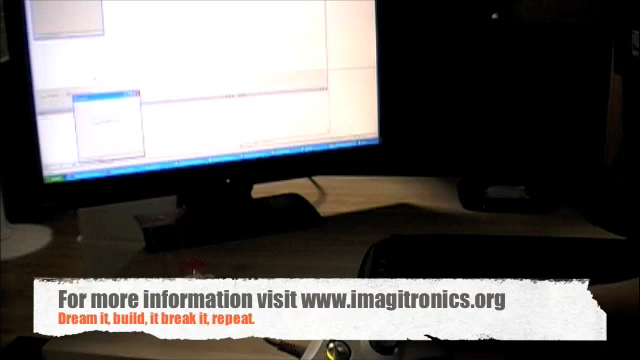 For more information visit www.imagitronics.org
Dream it, build, it break it, repeat.